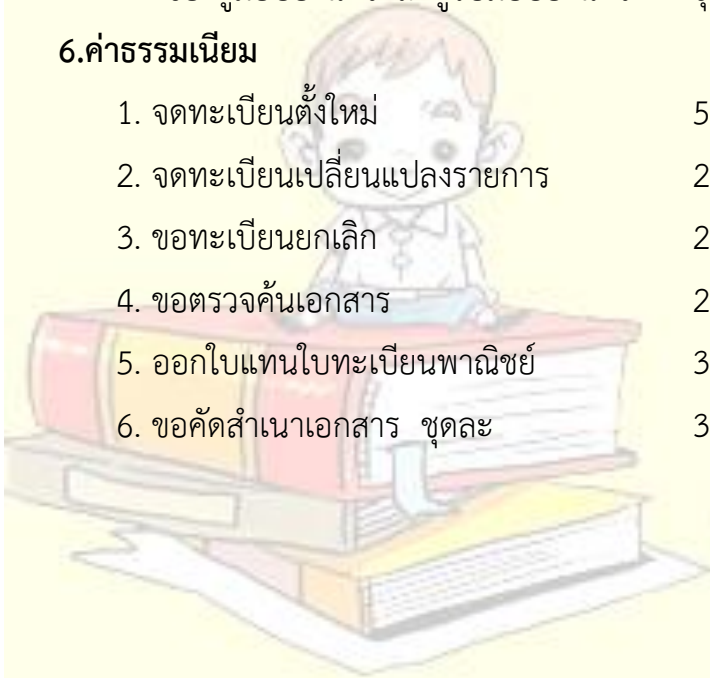 6.ค่าธรรมเนียม
1. จดทะเบียนตั้งใหม่ 5
2. จดทะเบียนเปลี่ยนแปลงรายการ 2
3. ขอทะเบียนยกเลิก 2
4. ขอตรวจค้นเอกสาร 2
5. ออกใบแทนใบทะเบียนพาณิชย์ 3
6. ขอคัดสำเนาเอกสาร ชุดละ 3